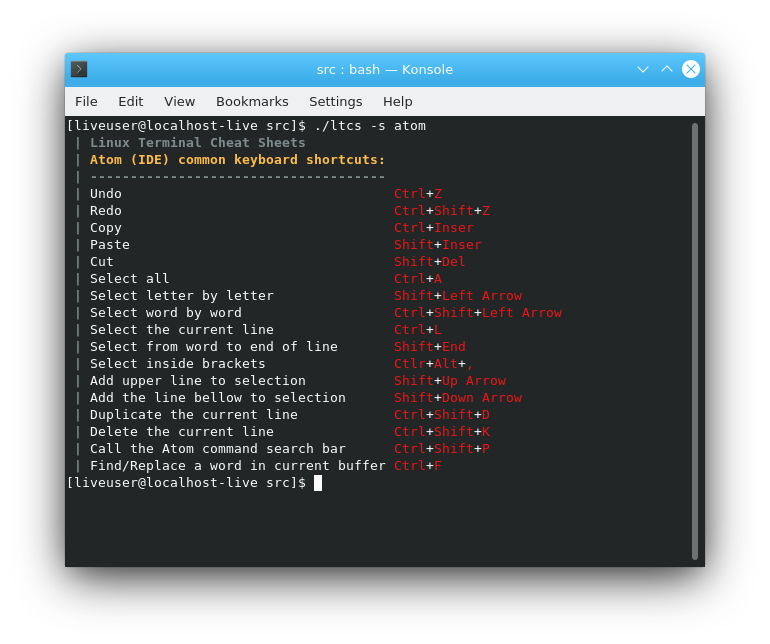 src : bash — Konsole
File Edit View Bookmarks Settings Help
[liveuser@localhost-live src]$ ./ltcs -s atom
| Linux Terminal Cheat Sheets
| Atom (IDE) common keyboard shortcuts:
| -------------------------------------
| Undo Ctrl+Z
| Redo Ctrl+Shift+Z
| Copy Ctrl+Inser
| Paste Shift+Inser
| Cut Shift+Del
| Select all Ctrl+A
| Select letter by letter Shift+Left Arrow
| Select word by word Ctrl+Shift+Left Arrow
| Select the current line Ctrl+L
| Select from word to end of line Shift+End
| Select inside brackets Ctlr+Alt+,
| Add upper line to selection Shift+Up Arrow
| Add the line bellow to selection Shift+Down Arrow
| Duplicate the current line Ctrl+Shift+D
| Delete the current line Ctrl+Shift+K
| Call the Atom command search bar Ctrl+Shift+P
| Find/Replace a word in current buffer Ctrl+F
[liveuser@localhost-live src]$